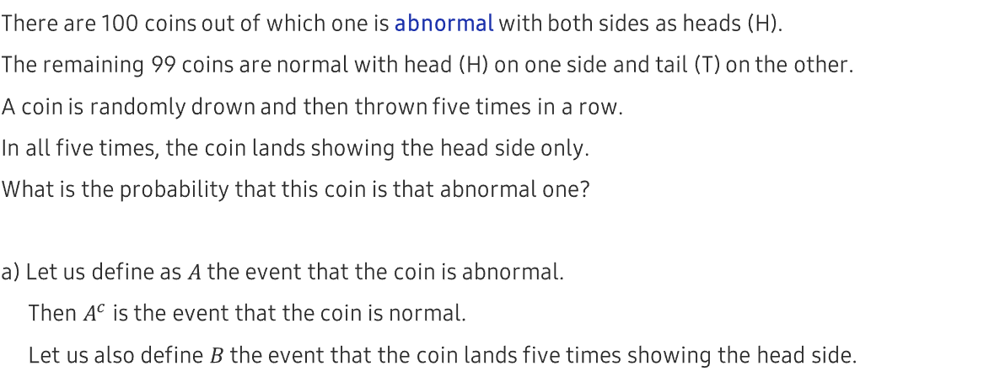 There are 100 coins out of which one is abnormal with both sides as heads (H).
The remaining 99 coins are normal with head (H) on one side and tail (T) on the other.
A coin is randomly drown and then thrown five times in a row.
In all five times, the coin lands showing the head side only.
What is the probability that this coin is that abnormal one?
a) Let us define as A the event that the coin is abnormal.
Then Aᶜ is the event that the coin is normal.
Let us also define B the event that the coin lands five times showing the head side.